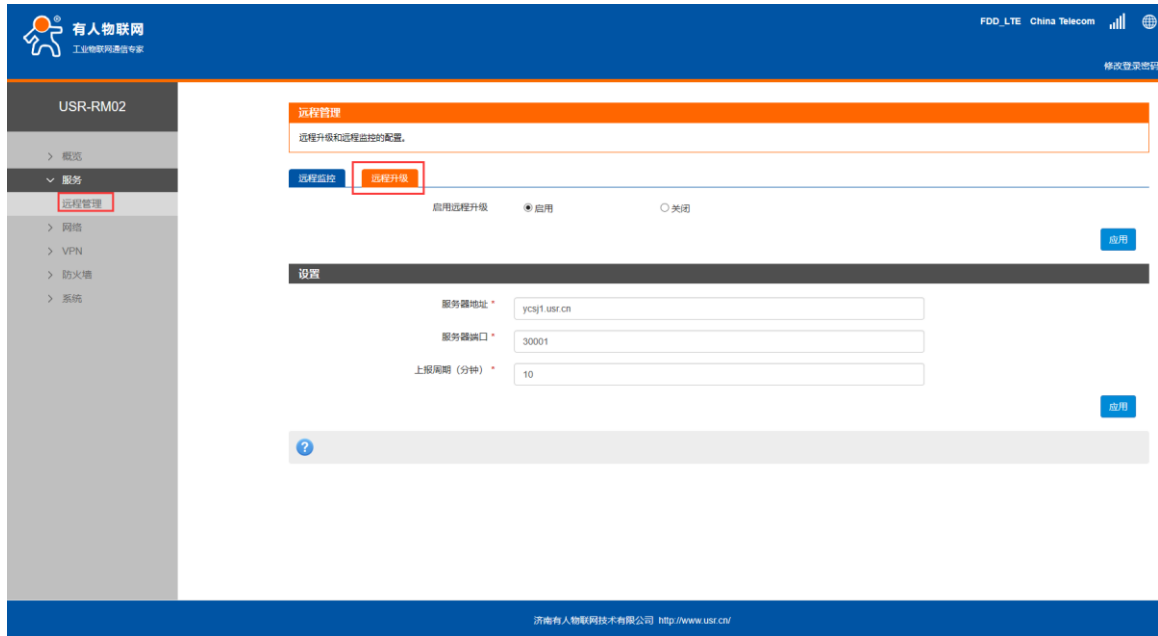 有人物联网
®
工业物联网通信专家
FDD_LTE China Telecom
修改登录密码
USR-RM02
> 概览
服务
远程管理
> 网络
> VPN
> 防火墙
> 系统
远程管理
远程升级和远程监控的配置。
远程监控 远程升级
启用远程升级 启用 关闭
应用
设置
服务器地址 * ycsj1.usr.cn
服务器端口 * 30001
上报周期（分钟） * 10
应用
?
济南有人物联网技术有限公司 http://www.usr.cn/